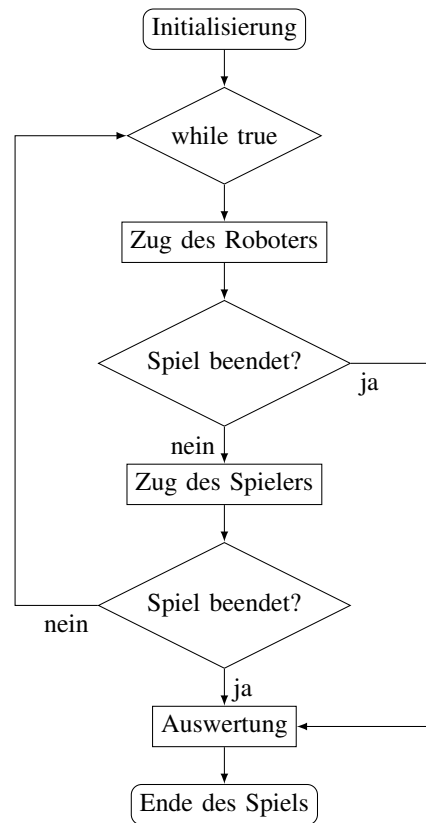 Initialisierung
while true
Zug des Roboters
Spiel beendet?
ja
nein
Zug des Spielers
Spiel beendet?
nein
ja
Auswertung
Ende des Spiels